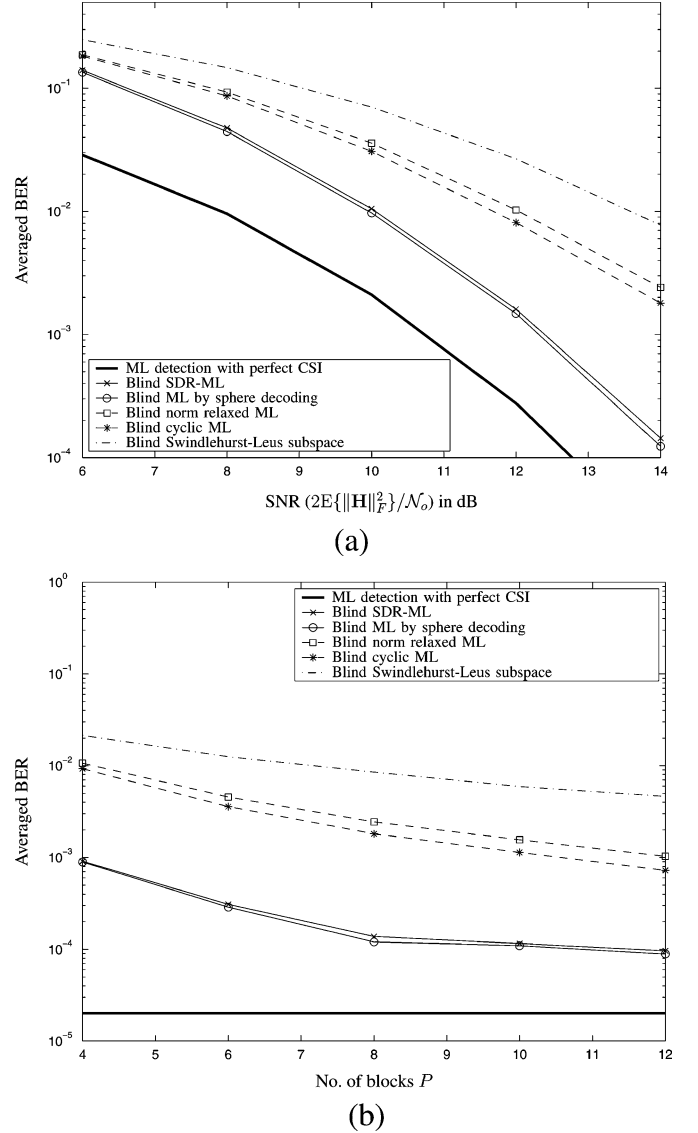 10⁻¹
10⁻²
10⁻³
10⁻⁴
Averaged BER
ML detection with perfect CSI
Blind SDR-ML
Blind ML by sphere decoding
Blind norm relaxed ML
Blind cyclic ML
Blind Swindlehurst-Leus subspace
6 7 8 9 10 11 12 13 14
SNR (2E{‖H‖²_F}/𝒩ₒ) in dB
(a)
10⁰
10⁻¹
10⁻²
10⁻³
10⁻⁴
10⁻⁵
Averaged BER
ML detection with perfect CSI
Blind SDR-ML
Blind ML by sphere decoding
Blind norm relaxed ML
Blind cyclic ML
Blind Swindlehurst-Leus subspace
4 5 6 7 8 9 10 11 12
No. of blocks P
(b)